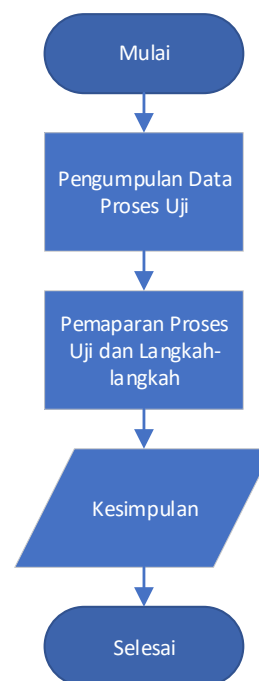 Mulai
Pengumpulan Data
Proses Uji
Pemaparan Proses
Uji dan Langkah-
langkah
Kesimpulan
Selesai